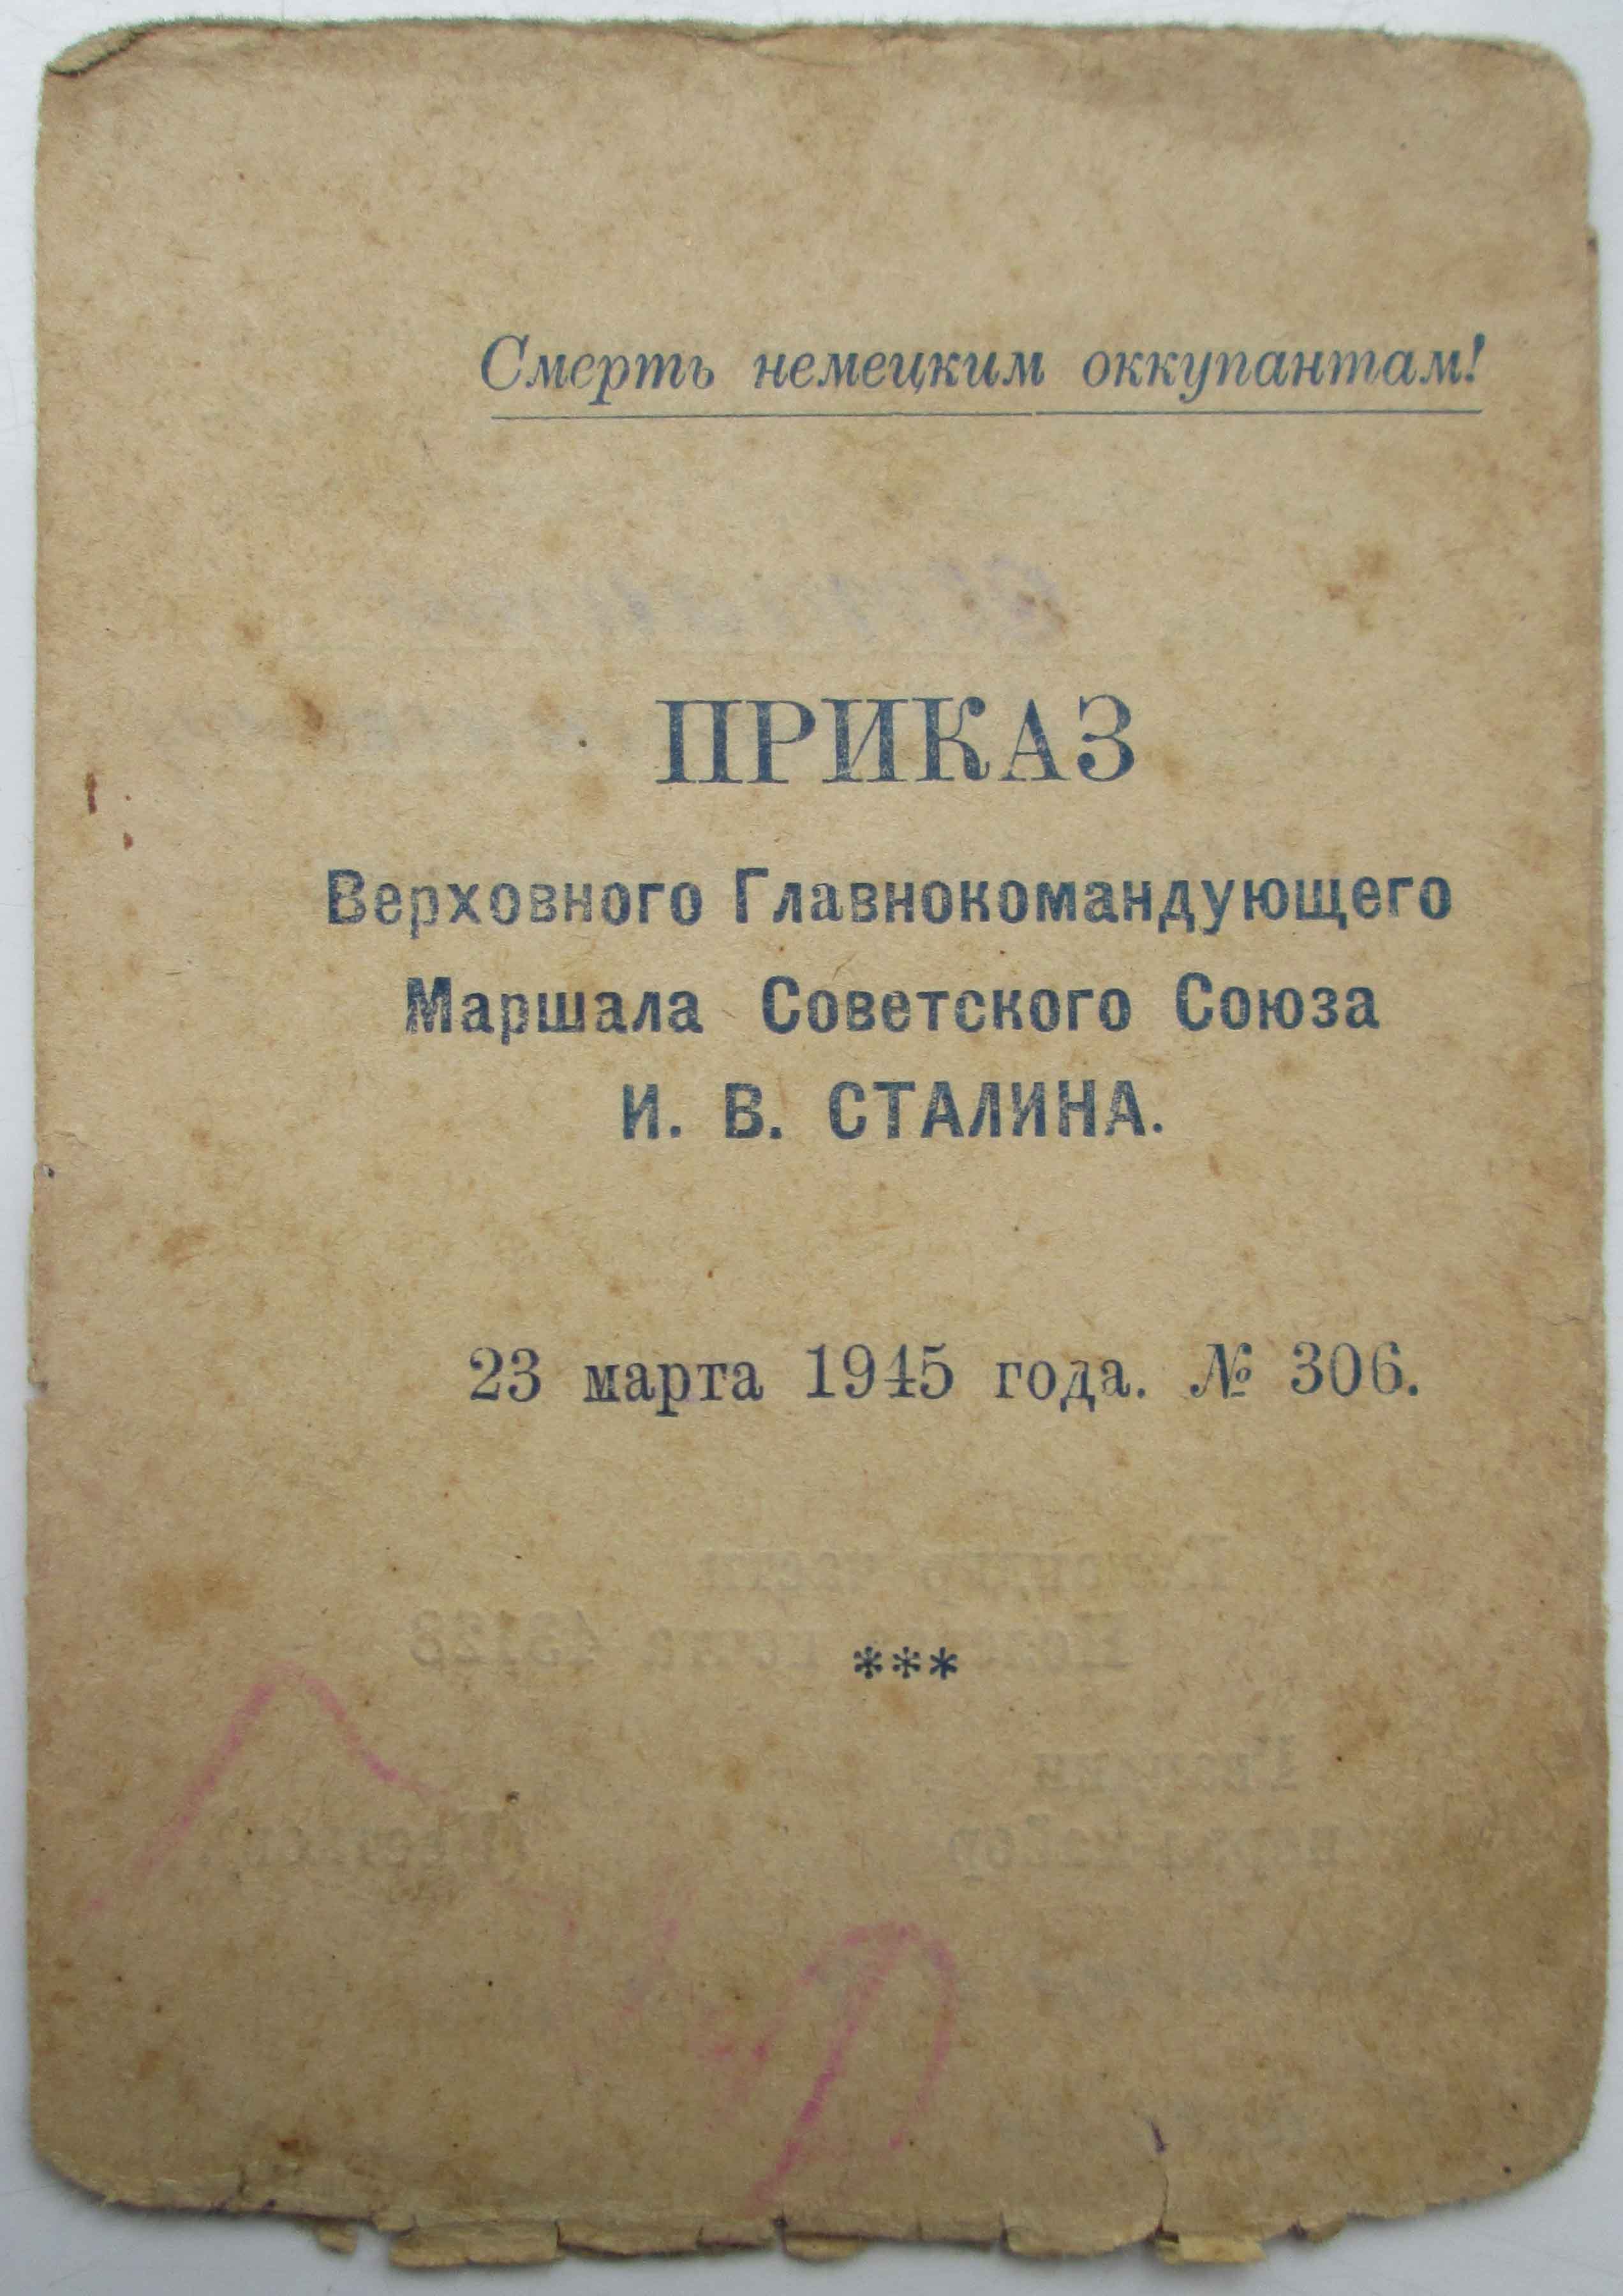 Смерть немецким оккупантам!
ПРИКАЗ
Верховного Главнокомандующего
Маршала Советского Союза
И. В. СТАЛИНА.
23 марта 1945 года. № 306.
***